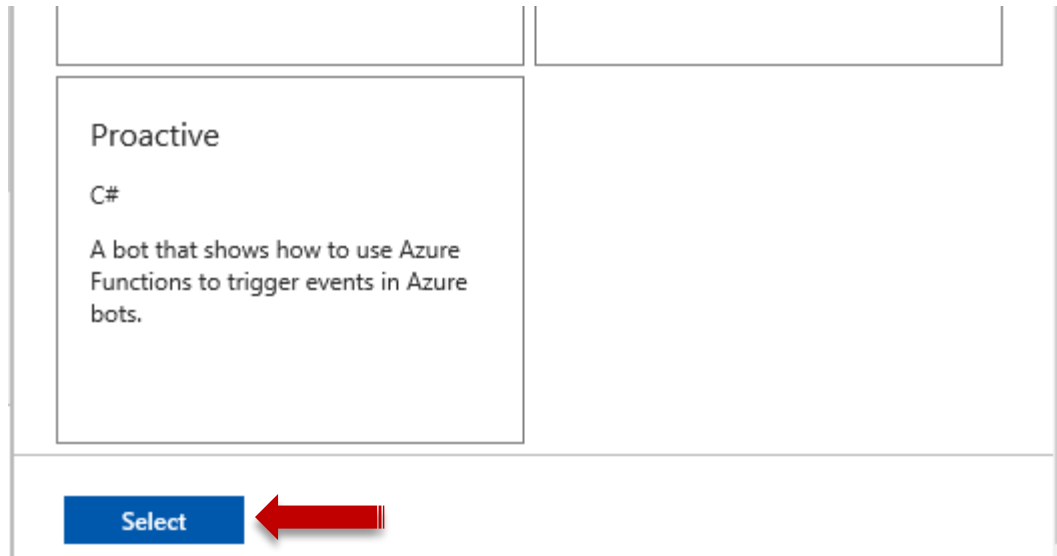 Proactive
C#
A bot that shows how to use Azure
Functions to trigger events in Azure
bots.
Select